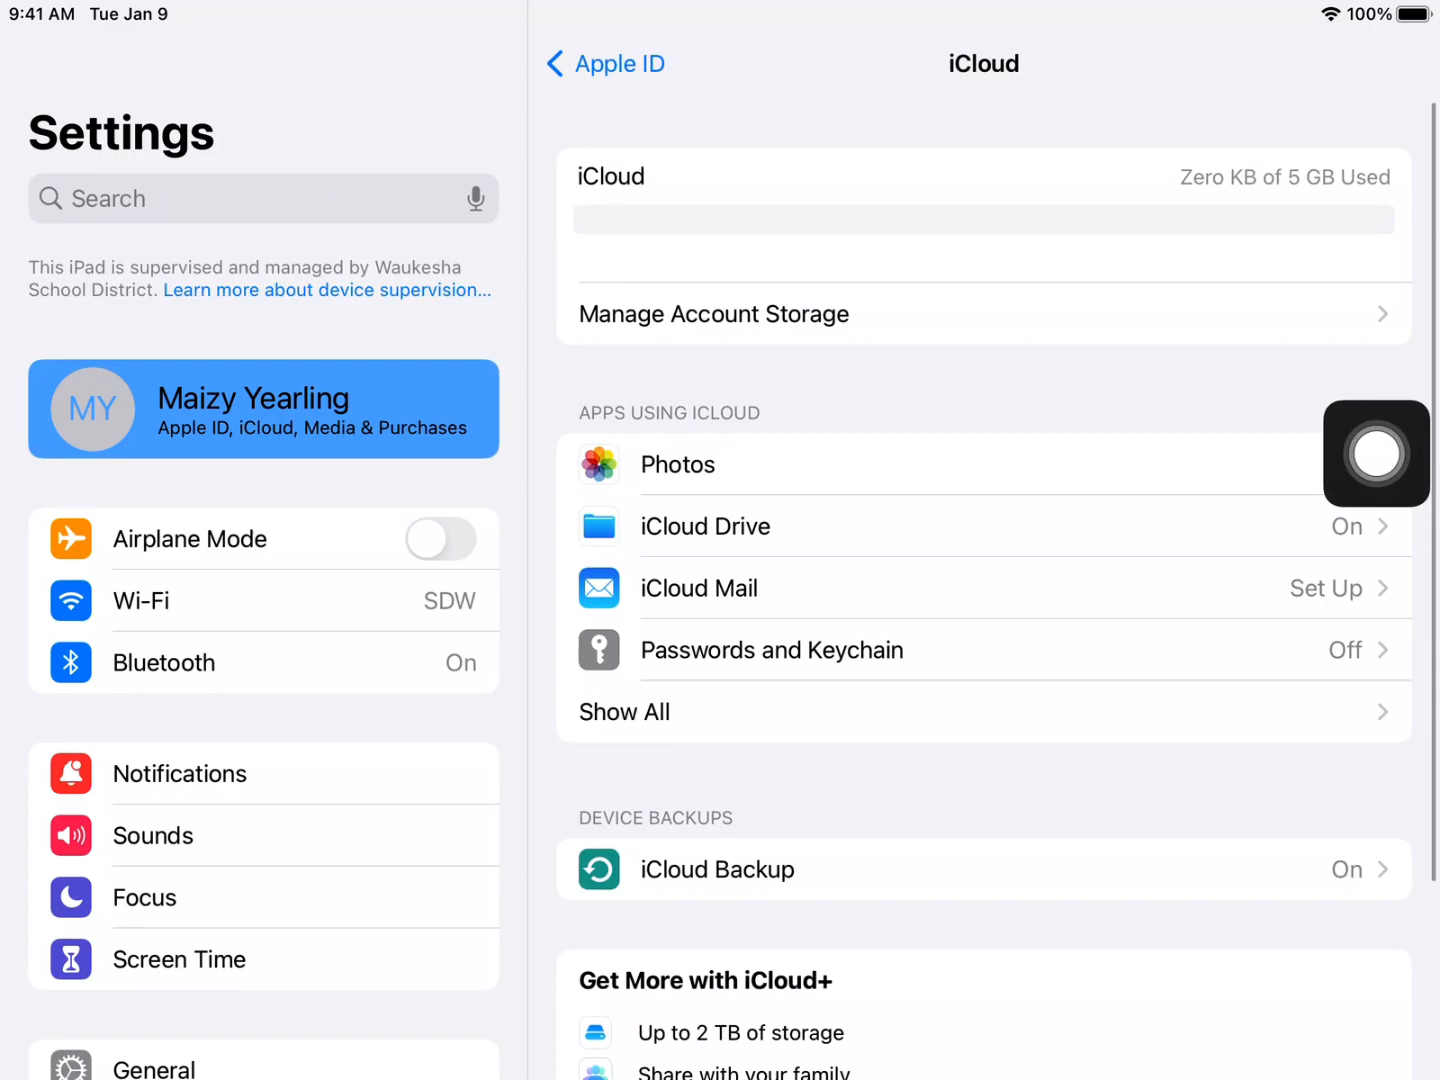 9:41 AM Tue Jan 9
100%
Settings
Search
This iPad is supervised and managed by Waukesha
School District. Learn more about device supervision...
MY
Maizy Yearling
Apple ID, iCloud, Media & Purchases
Airplane Mode
Wi-Fi SDW
Bluetooth On
Notifications
Sounds
Focus
Screen Time
General
Apple ID
iCloud
iCloud Zero KB of 5 GB Used
Manage Account Storage
APPS USING ICLOUD
Photos
iCloud Drive On
iCloud Mail Set Up
Passwords and Keychain Off
Show All
DEVICE BACKUPS
iCloud Backup On
Get More with iCloud+
Up to 2 TB of storage
Share with your family